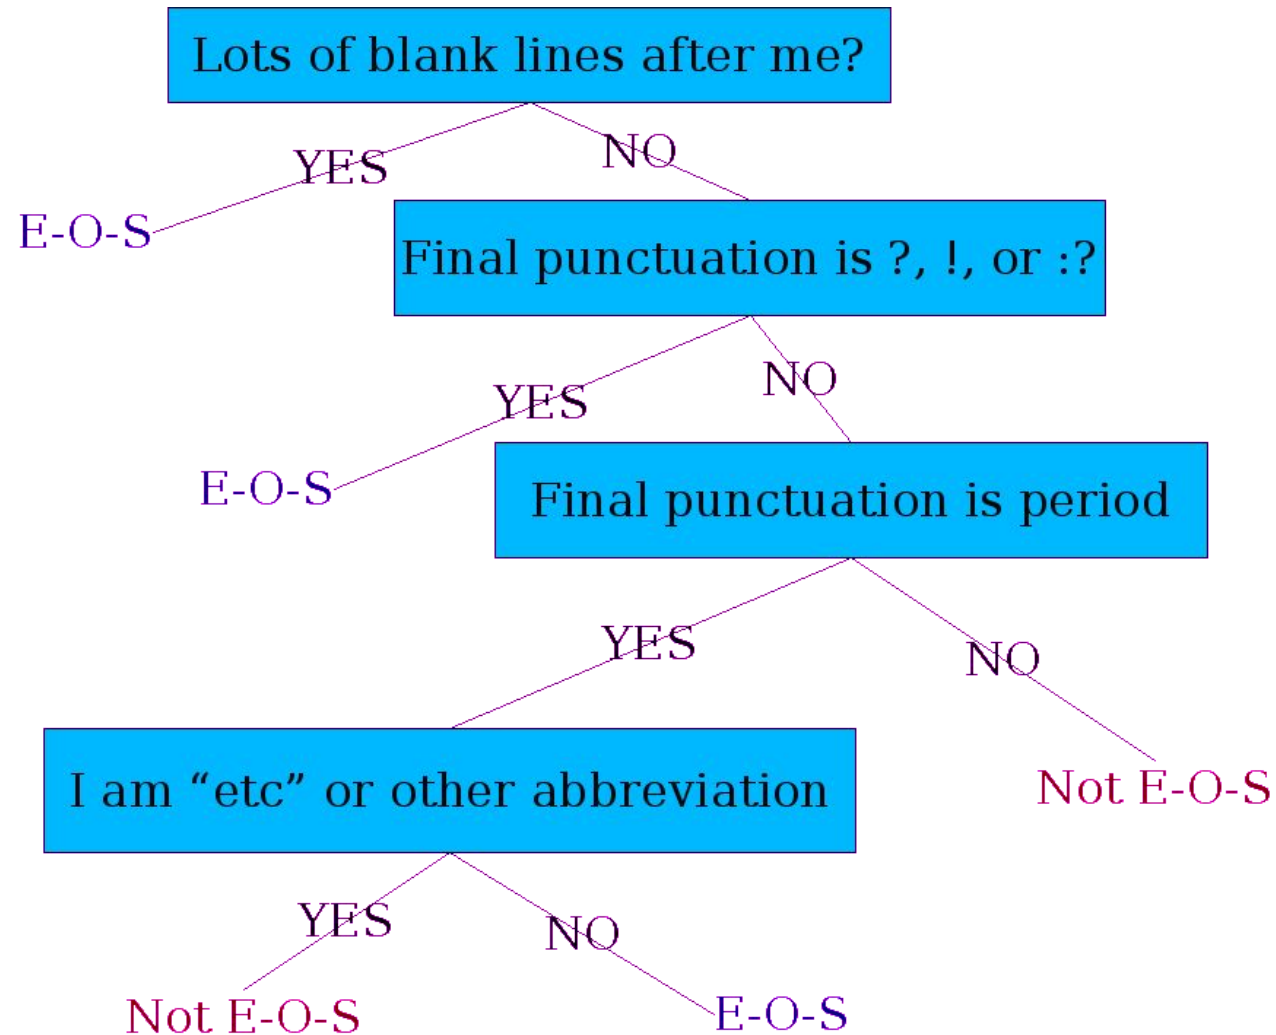 Lots of blank lines after me?
YES
NO
E-O-S
Final punctuation is ?, !, or :?
YES
NO
E-O-S
Final punctuation is period
YES
NO
I am “etc” or other abbreviation
Not E-O-S
YES
NO
Not E-O-S
E-O-S